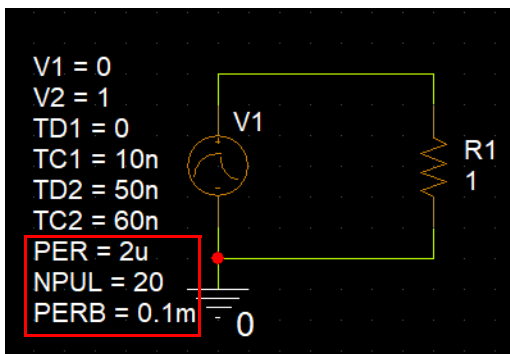 V1 = 0
V2 = 1
TD1 = 0
TC1 = 10n
TD2 = 50n
TC2 = 60n
PER = 2u
NPUL = 20
PERB = 0.1m
V1
R1
1
0